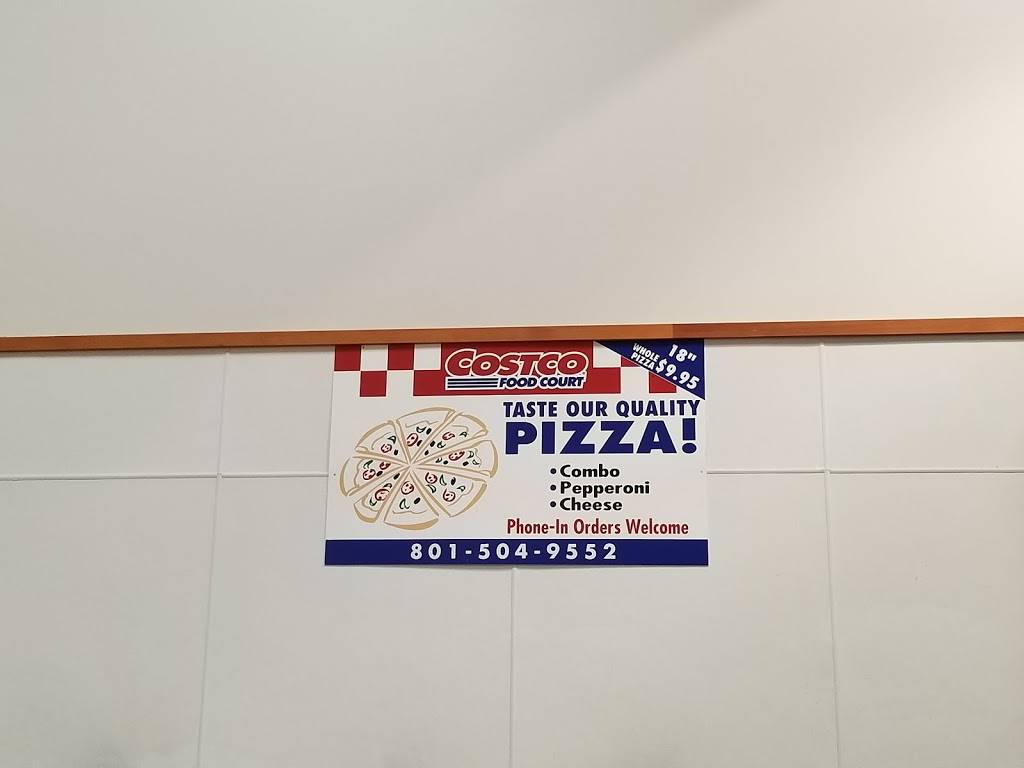 COSTCO
FOOD COURT
18"
WHOLE PIZZA $9.95
TASTE OUR QUALITY
PIZZA!
•Combo
•Pepperoni
•Cheese
Phone-In Orders Welcome
801-504-9552